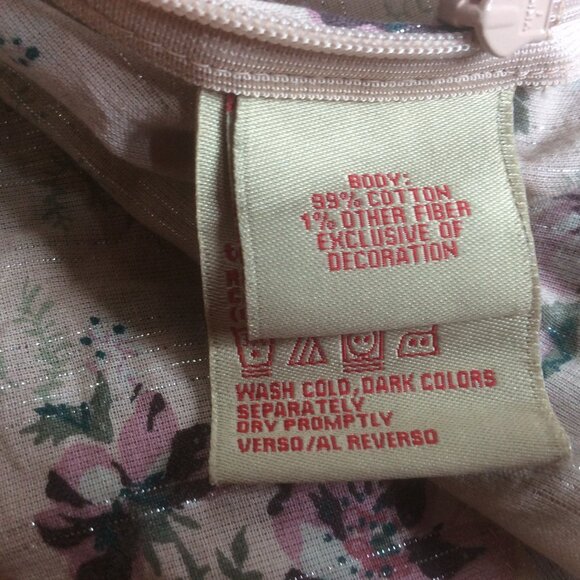 BODY:
99% COTTON
1% OTHER FIBER
EXCLUSIVE OF
DECORATION
WASH COLD, DARK COLORS
SEPARATELY
DRY PROMPTLY
VERSO/AL REVERSO